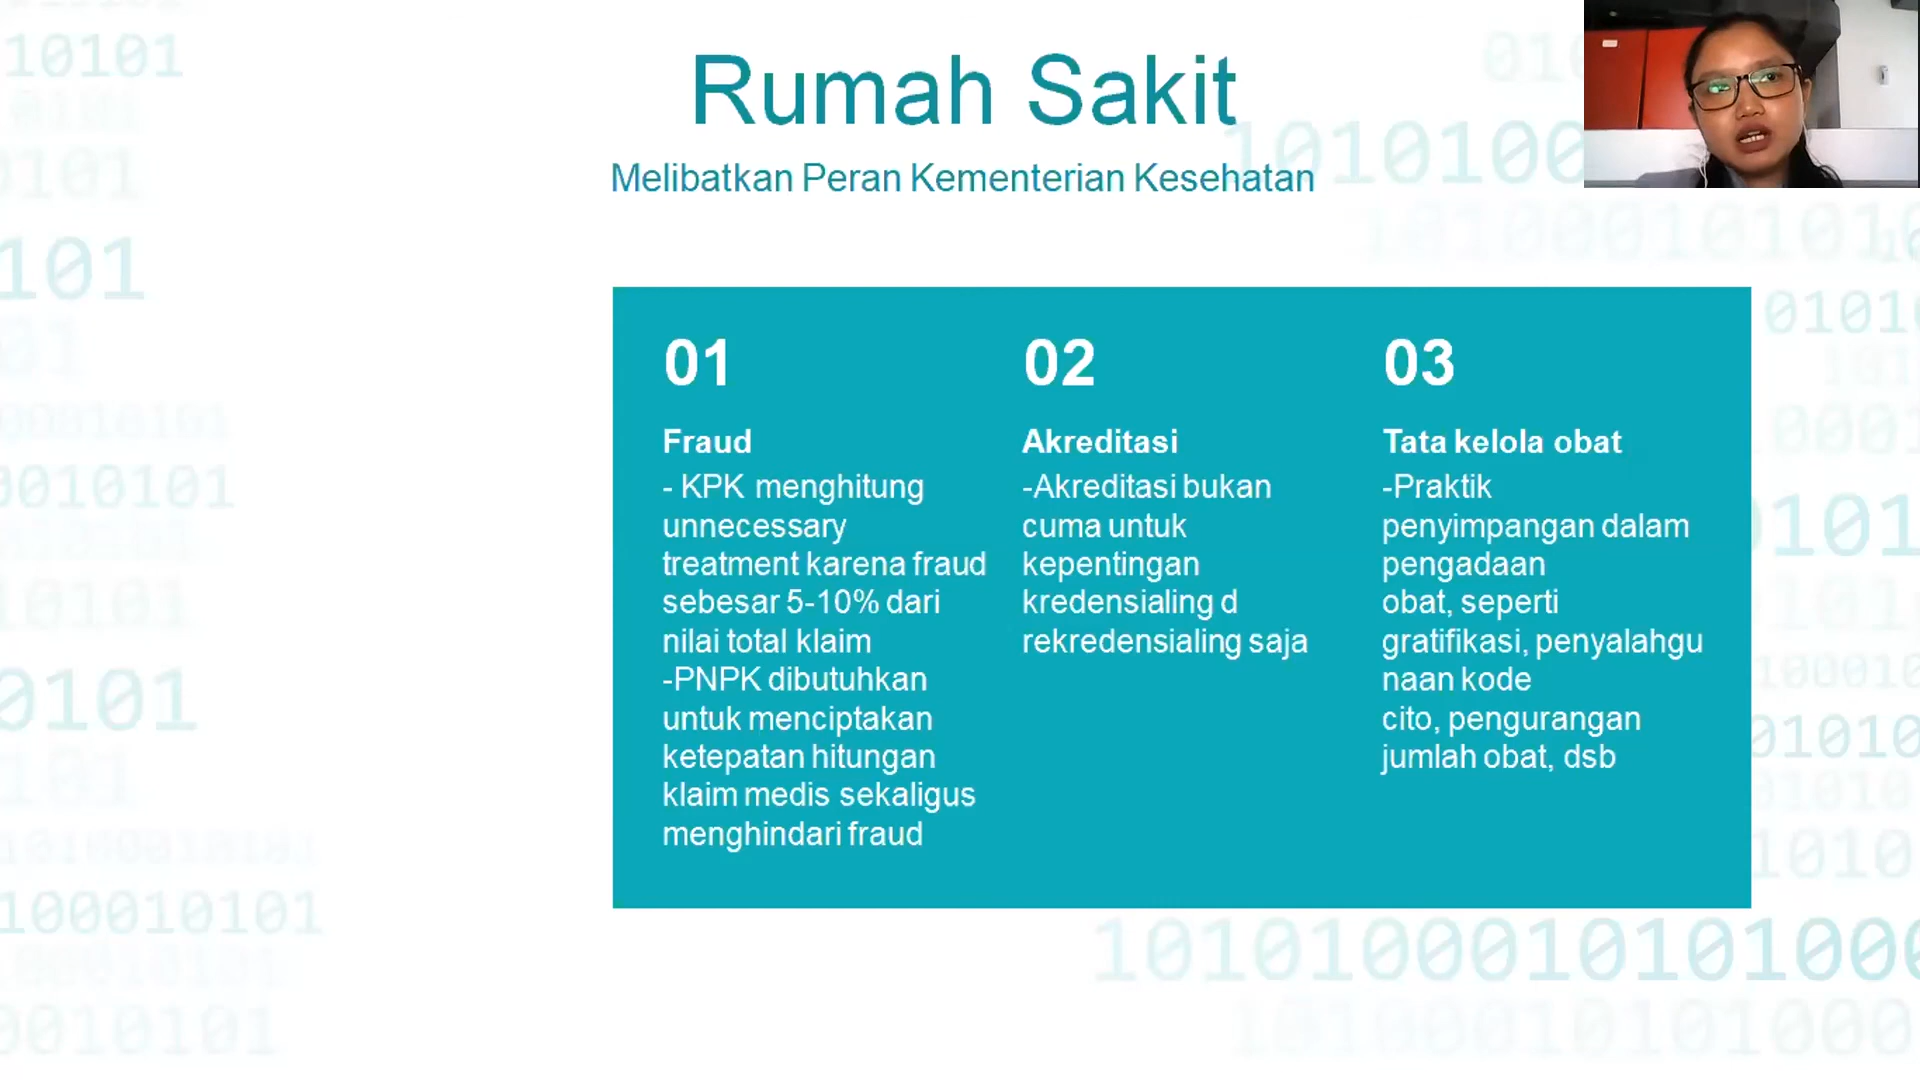 Rumah Sakit
Melibatkan Peran Kementerian Kesehatan
01
Fraud
- KPK menghitung
unnecessary
treatment karena fraud
sebesar 5-10% dari
nilai total klaim
-PNPK dibutuhkan
untuk menciptakan
ketepatan hitungan
klaim medis sekaligus
menghindari fraud
02
Akreditasi
-Akreditasi bukan
cuma untuk
kepentingan
kredensialing d
rekredensialing saja
03
Tata kelola obat
-Praktik
penyimpangan dalam
pengadaan
obat, seperti
gratifikasi, penyalahgu
naan kode
cito, pengurangan
jumlah obat, dsb